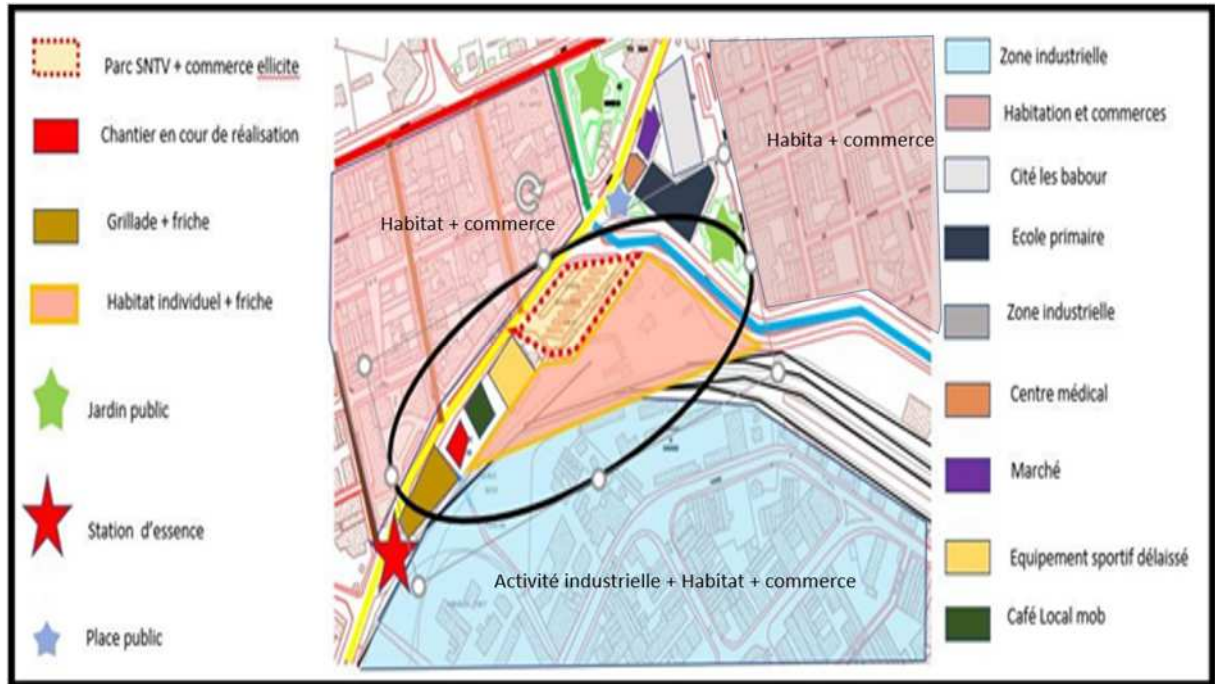 Parc SNTV + commerce ellicite
Chantier en cour de réalisation
Grillade + friche
Habitat individuel + friche
Jardin public
Station d'essence
Place public
Habitat + commerce
Habita + commerce
Activité industrielle + Habitat + commerce
Zone industrielle
Habitation et commerces
Cité les babour
Ecole primaire
Zone industrielle
Centre médical
Marché
Equipement sportif délaissé
Café Local mob